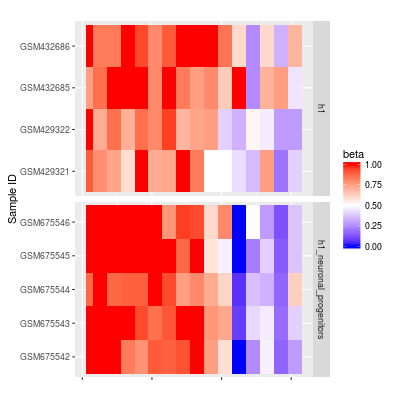 GSM432686
GSM432685
GSM429322
GSM429321
h1
GSM675546
GSM675545
GSM675544
GSM675543
GSM675542
h1_neuronal_progenitors
Sample ID
beta
1.00
0.75
0.50
0.25
0.00